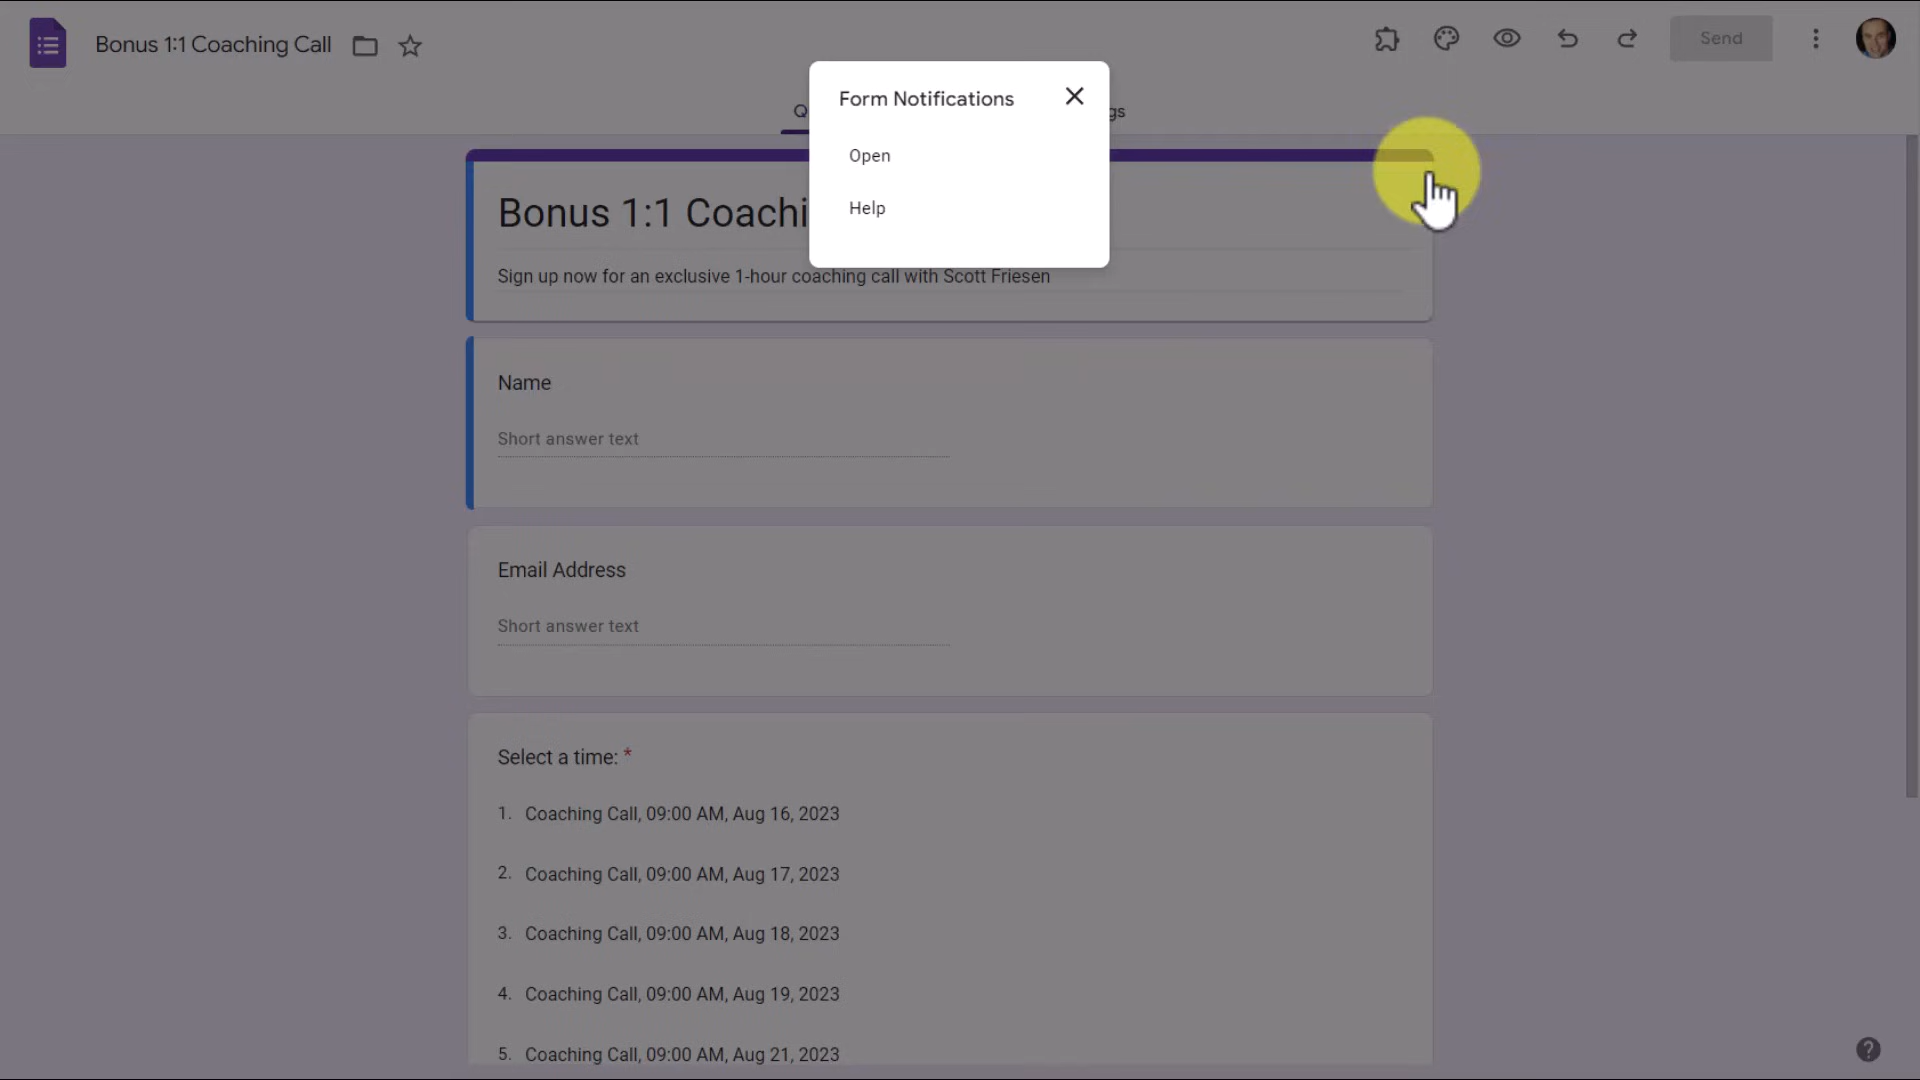 Bonus 1:1 Coaching Call
Send
Form Notifications
Open
Help
Q
gs
Bonus 1:1 Coachi
Sign up now for an exclusive 1-hour coaching call with Scott Friesen
Name
Short answer text
Email Address
Short answer text
Select a time: *
1. Coaching Call, 09:00 AM, Aug 16, 2023
2. Coaching Call, 09:00 AM, Aug 17, 2023
3. Coaching Call, 09:00 AM, Aug 18, 2023
4. Coaching Call, 09:00 AM, Aug 19, 2023
5. Coaching Call, 09:00 AM, Aug 21, 2023